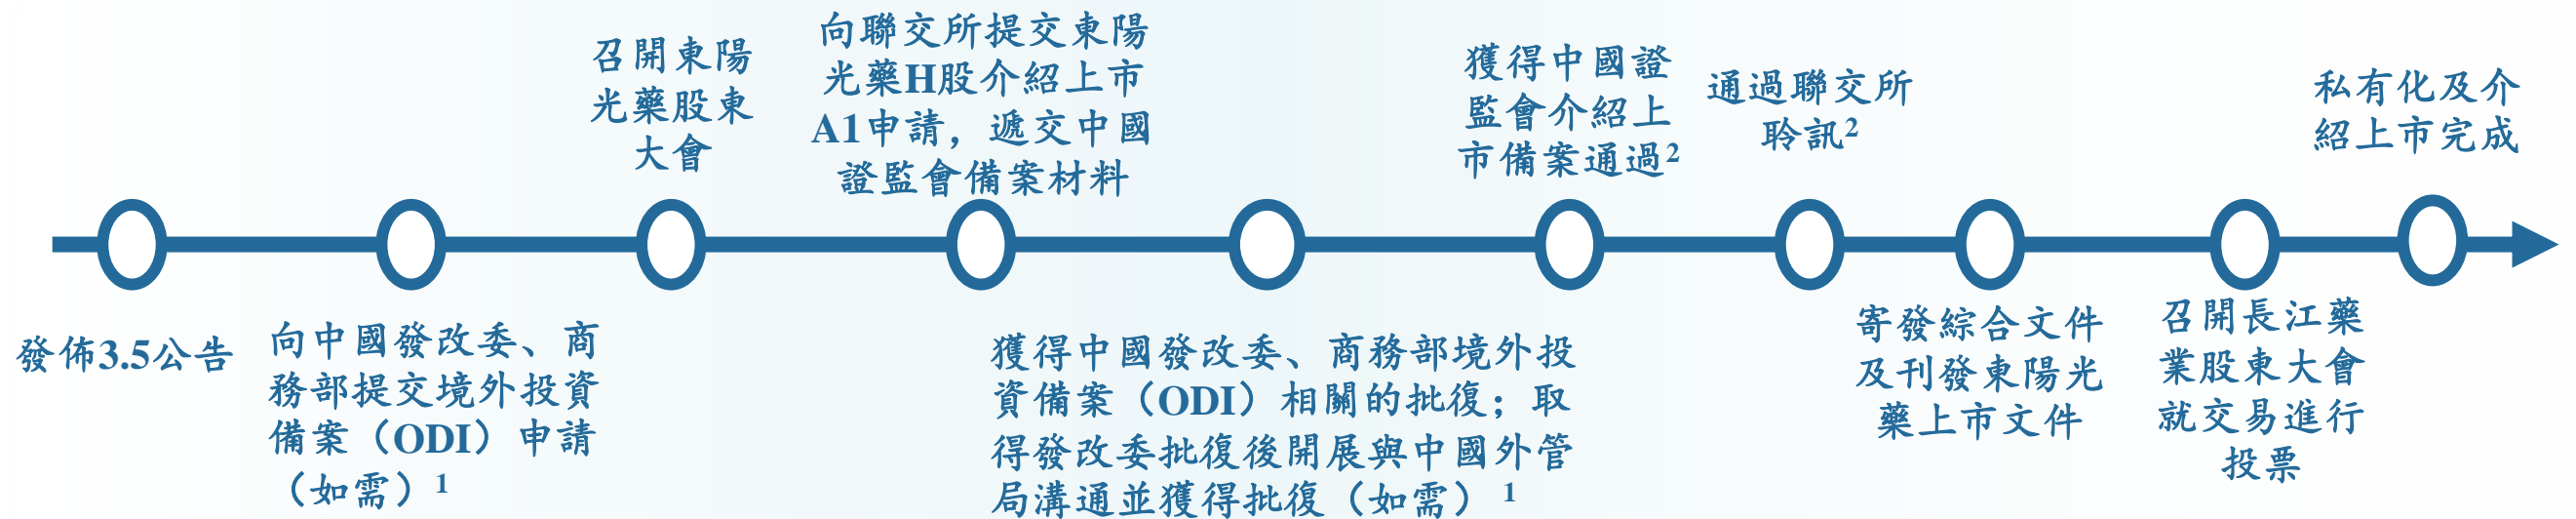 發佈3.5公告
向中國發改委、商
務部提交境外投資
備案（ODI）申請
（如需）1
召開東陽
光藥股東
大會
向聯交所提交東陽
光藥H股介紹上市
A1申請，遞交中國
證監會備案材料
獲得中國發改委、商務部境外投
資備案（ODI）相關的批復；取
得發改委批復後開展與中國外管
局溝通並獲得批復（如需）1
獲得中國證
監會介紹上
市備案通過2
通過聯交所
聆訊2
寄發綜合文件
及刊發東陽光
藥上市文件
召開長江藥
業股東大會
就交易進行
投票
私有化及介
紹上市完成